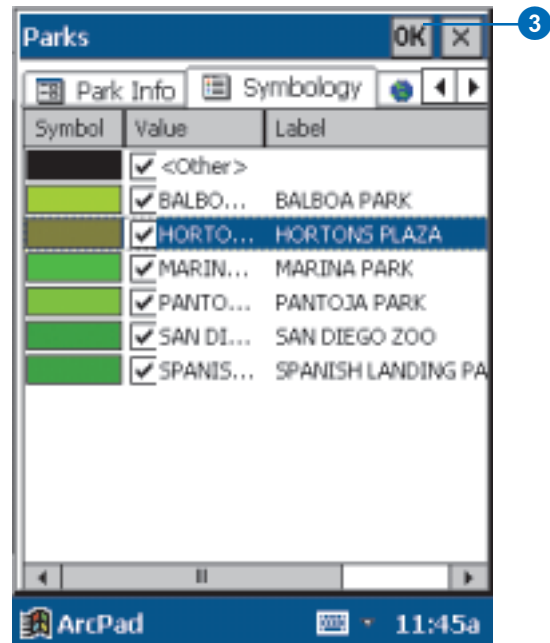 Parks OK 3
Park Info Symbology
Symbol Value Label
<Other>
BALBO... BALBOA PARK
HORTO... HORTONS PLAZA
MARIN... MARINA PARK
PANTO... PANTOJA PARK
SAN DI... SAN DIEGO ZOO
SPANIS... SPANISH LANDING PA
ArcPad 11:45a